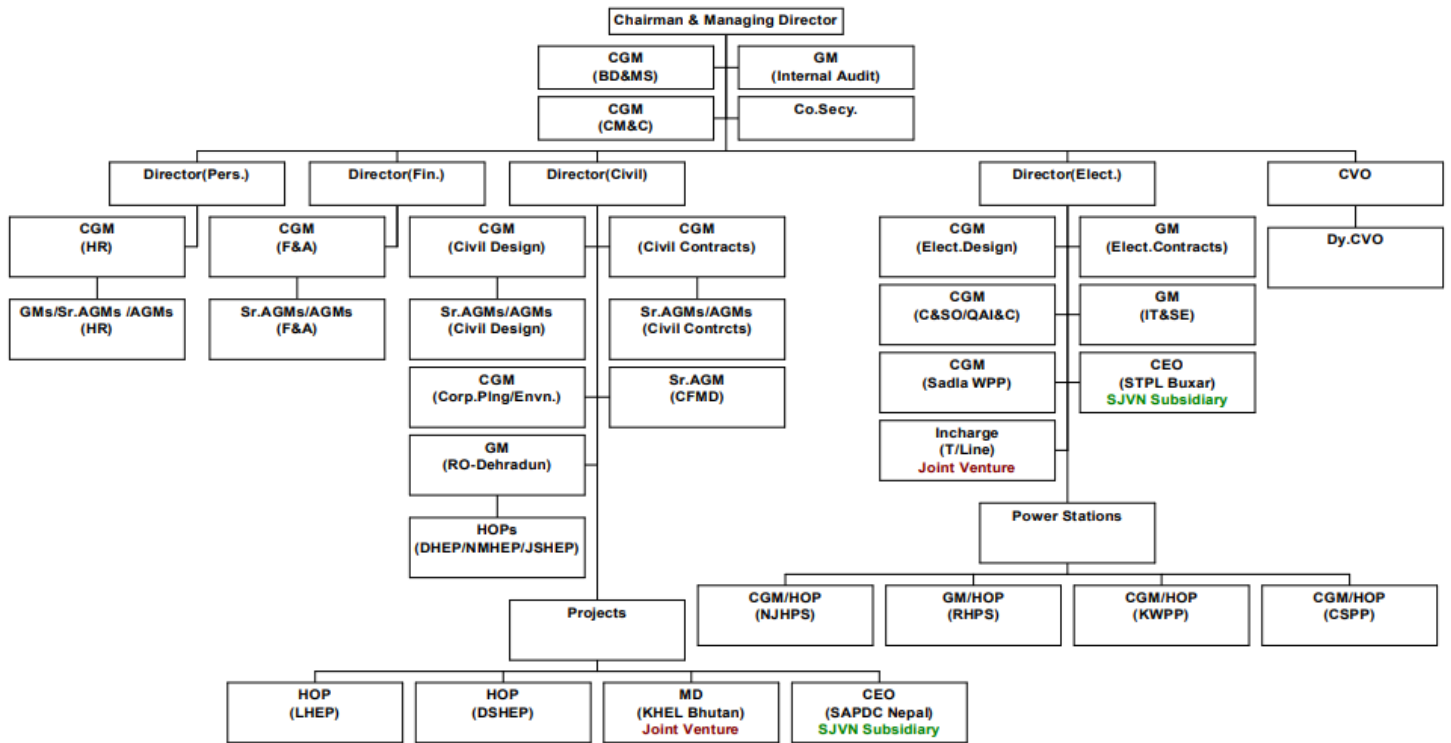 Chairman & Managing Director
CGM
(BD&MS)
GM
(Internal Audit)
CGM
(CM&C)
Co.Secy.
Director(Pers.)
Director(Fin.)
Director(Civil)
Director(Elect.)
CVO
CGM
(HR)
CGM
(F&A)
CGM
(Civil Design)
CGM
(Civil Contracts)
CGM
(Elect.Design)
GM
(Elect.Contracts)
Dy.CVO
GMs/Sr.AGMs /AGMs
(HR)
Sr.AGMs/AGMs
(F&A)
Sr.AGMs/AGMs
(Civil Design)
Sr.AGMs/AGMs
(Civil Contrcts)
CGM
(C&SO/QAI&C)
GM
(IT&SE)
CGM
(Corp.Plng/Envn.)
Sr.AGM
(CFMD)
CGM
(Sadla WPP)
CEO
(STPL Buxar)
SJVN Subsidiary
GM
(RO-Dehradun)
Incharge
(T/Line)
Joint Venture
HOPs
(DHEP/NMHEP/JSHEP)
Power Stations
CGM/HOP
(NJHPS)
GM/HOP
(RHPS)
CGM/HOP
(KWPP)
CGM/HOP
(CSPP)
Projects
HOP
(LHEP)
HOP
(DSHEP)
MD
(KHEL Bhutan)
Joint Venture
CEO
(SAPDC Nepal)
SJVN Subsidiary